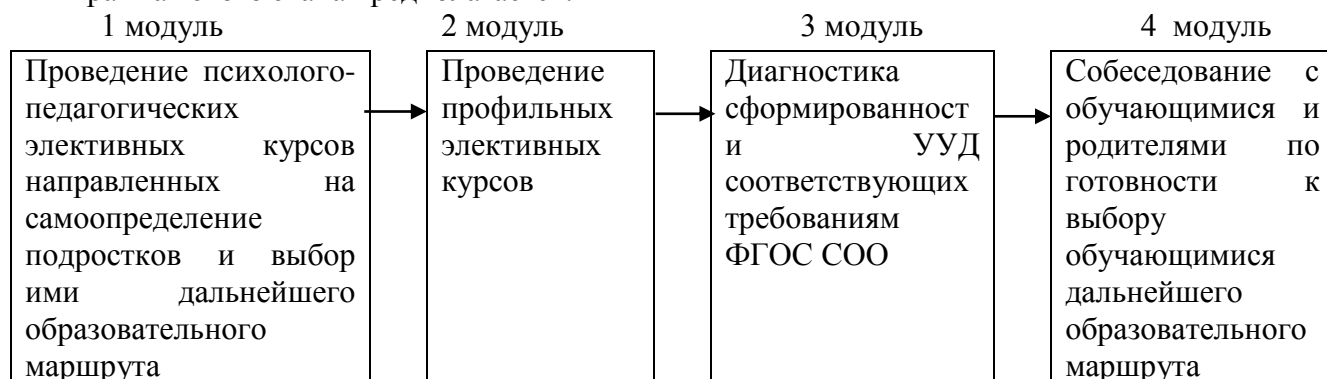 1 модуль
2 модуль
3 модуль
4 модуль
Проведение психолого-
педагогических
элективных курсов
направленных на
самоопределение
подростков и выбор
ими дальнейшего
образовательного
маршрута
Проведение
профильных
элективных
курсов
Диагностика
сформированност
и УУД
соответствующих
требованиям
ФГОС СОО
Собеседование с
обучающимися и
родителями по
готовности к
выбору
обучающимися
дальнейшего
образовательного
маршрута